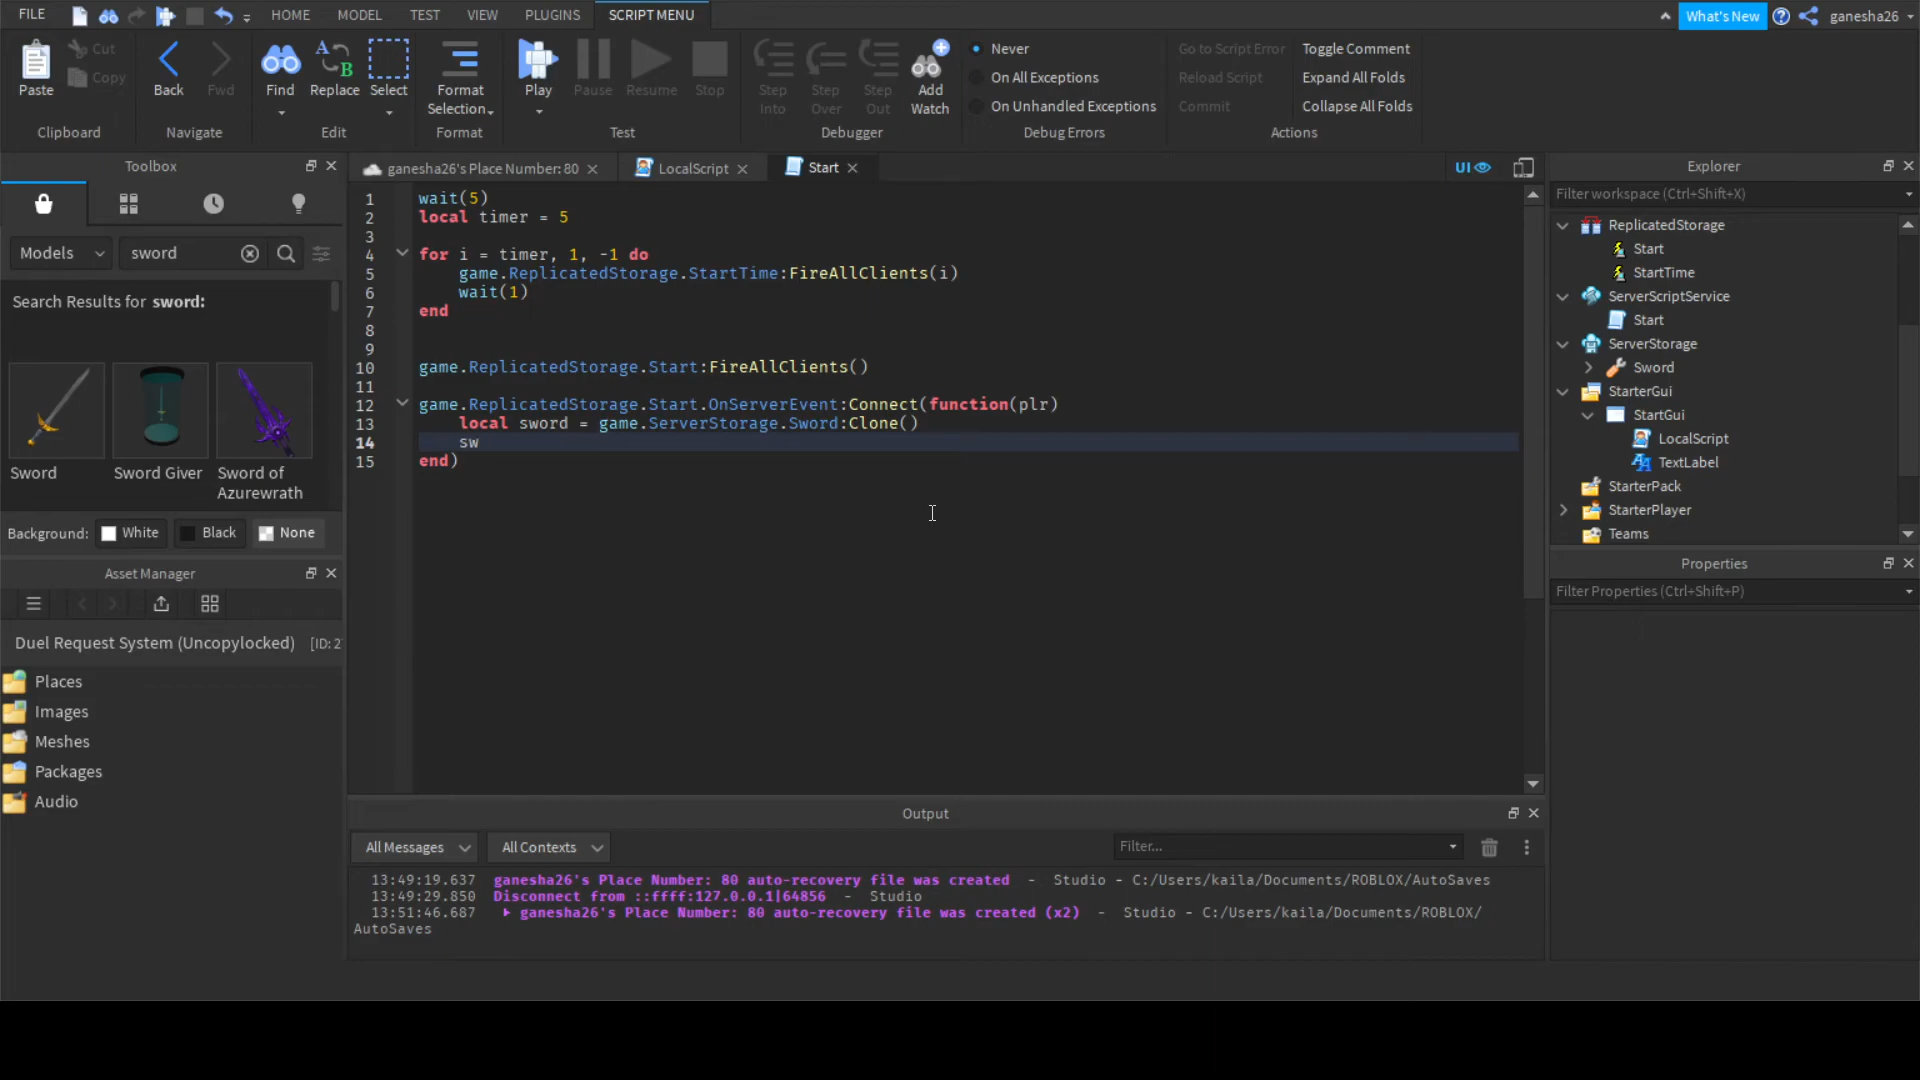 FILE HOME MODEL TEST VIEW PLUGINS SCRIPT MENU What's New ganesha26
Paste Cut Copy Back Fwd Find Replace Select Format Selection Play Pause Resume Stop Step Into Step Over Step Out Add Watch
Never Go to Script Error Toggle Comment
On All Exceptions Reload Script Expand All Folds
On Unhandled Exceptions Commit Collapse All Folds
Clipboard Navigate Edit Format Test Debugger Debug Errors Actions
Toolbox
Models sword
Search Results for sword:
Sword Sword Giver Sword of Azurewrath
Background: White Black None
Asset Manager
Duel Request System (Uncopylocked) [ID: 2
Places
Images
Meshes
Packages
Audio
ganesha26's Place Number: 80 LocalScript Start UI
1 wait(5)
2 local timer = 5
3
4 for i = timer, 1, -1 do
5 game.ReplicatedStorage.StartTime:FireAllClients(i)
6 wait(1)
7 end
8
9
10 game.ReplicatedStorage.Start:FireAllClients()
11
12 game.ReplicatedStorage.Start.OnServerEvent:Connect(function(plr)
13 local sword = game.ServerStorage.Sword:Clone()
14 sw
15 end)
Output
All Messages All Contexts Filter...
13:49:19.637 ganesha26's Place Number: 80 auto-recovery file was created - Studio - C:/Users/kaila/Documents/ROBLOX/AutoSaves
13:49:29.850 Disconnect from ::ffff:127.0.0.1|64856 - Studio
13:51:46.687 ganesha26's Place Number: 80 auto-recovery file was created (x2) - Studio - C:/Users/kaila/Documents/ROBLOX/
AutoSaves
Explorer
Filter workspace (Ctrl+Shift+X)
ReplicatedStorage
Start
StartTime
ServerScriptService
Start
ServerStorage
Sword
StarterGui
StartGui
LocalScript
TextLabel
StarterPack
StarterPlayer
Teams
Properties
Filter Properties (Ctrl+Shift+P)